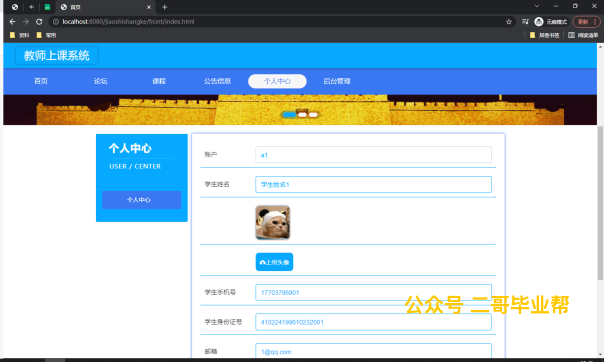 首页
localhost:8080/jiaoshishangke/front/index.html
无痕模式
更新
资料
常用
其他书签
阅读清单
教师上课系统
首页
论坛
课程
公告信息
个人中心
后台管理
个人中心
USER / CENTER
个人中心
账户
a1
学生姓名
学生姓名1
上传头像
学生手机号
17703786901
公众号 二哥毕业帮
学生身份证号
410224199610232001
邮箱
1@qq.com